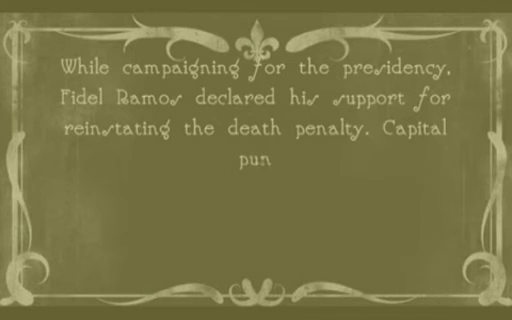 While campaigning for the presidency,
Fidel Ramos declared his support for
reinstating the death penalty. Capital
pun